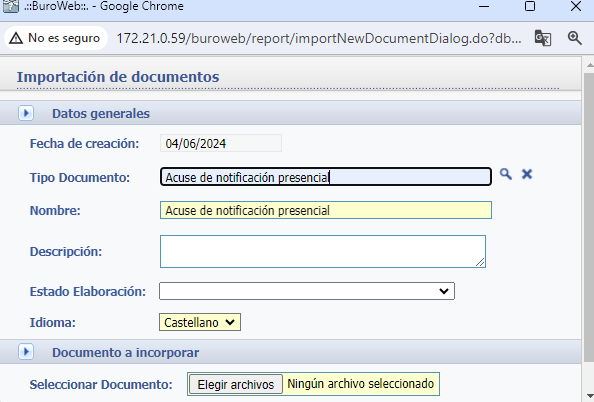 .::BuroWeb::. - Google Chrome
No es seguro 172.21.0.59/buroweb/report/importNewDocumentDialog.do?db...
Importación de documentos
Datos generales
Fecha de creación: 04/06/2024
Tipo Documento: Acuse de notificación presencial
Nombre: Acuse de notificación presencial
Descripción:
Estado Elaboración:
Idioma: Castellano
Documento a incorporar
Seleccionar Documento: Elegir archivos Ningún archivo seleccionado